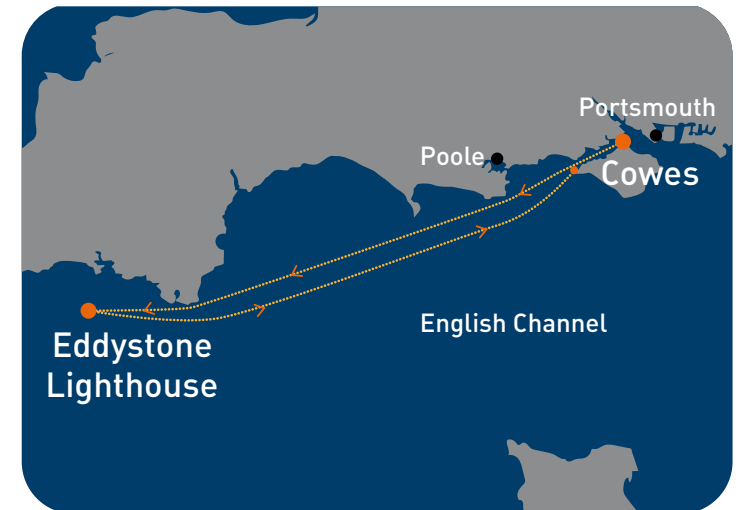 Portsmouth
Poole
Cowes
English Channel
Eddystone
Lighthouse